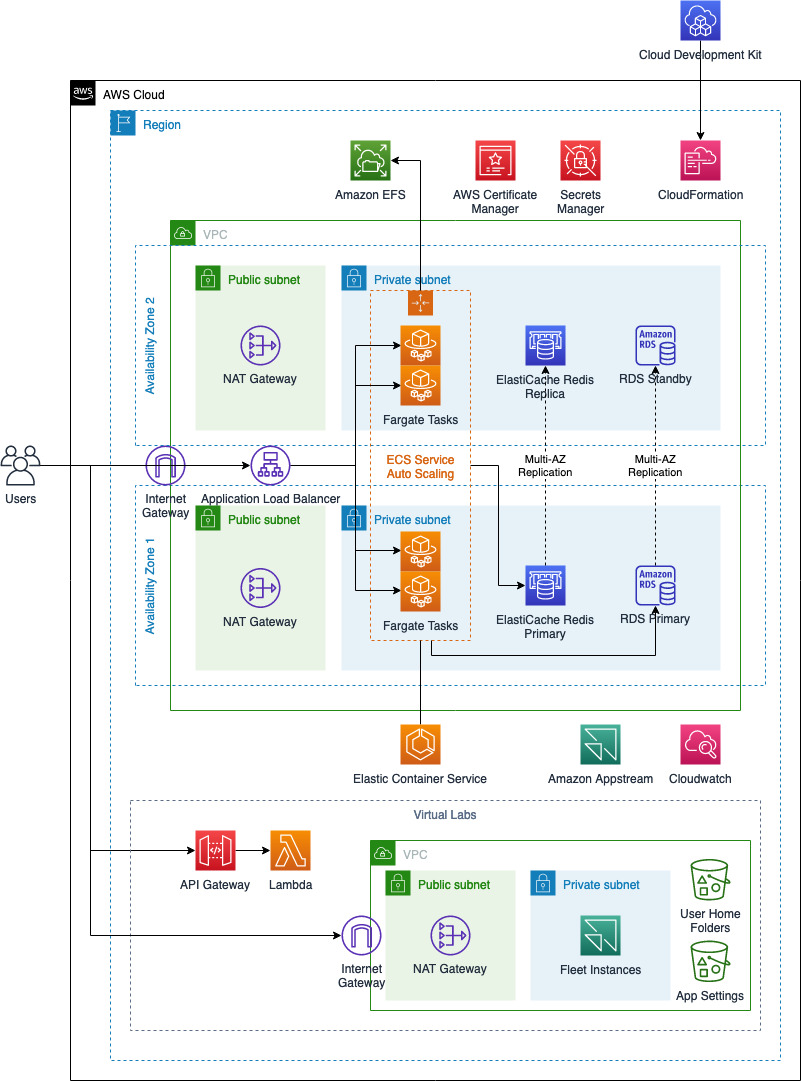 Cloud Development Kit
aws
AWS Cloud
Region
Amazon EFS
AWS Certificate
Manager
Secrets
Manager
CloudFormation
VPC
Availability Zone 2
Public subnet
NAT Gateway
Private subnet
Fargate Tasks
ElastiCache Redis
Replica
Amazon
RDS
RDS Standby
Users
Internet
Gateway
Application Load Balancer
ECS Service
Auto Scaling
Multi-AZ
Replication
Multi-AZ
Replication
Availability Zone 1
Public subnet
NAT Gateway
Private subnet
Fargate Tasks
ElastiCache Redis
Primary
Amazon
RDS
RDS Primary
Elastic Container Service
Amazon Appstream
Cloudwatch
Virtual Labs
API Gateway
Lambda
VPC
Internet
Gateway
Public subnet
NAT Gateway
Private subnet
Fleet Instances
User Home
Folders
App Settings